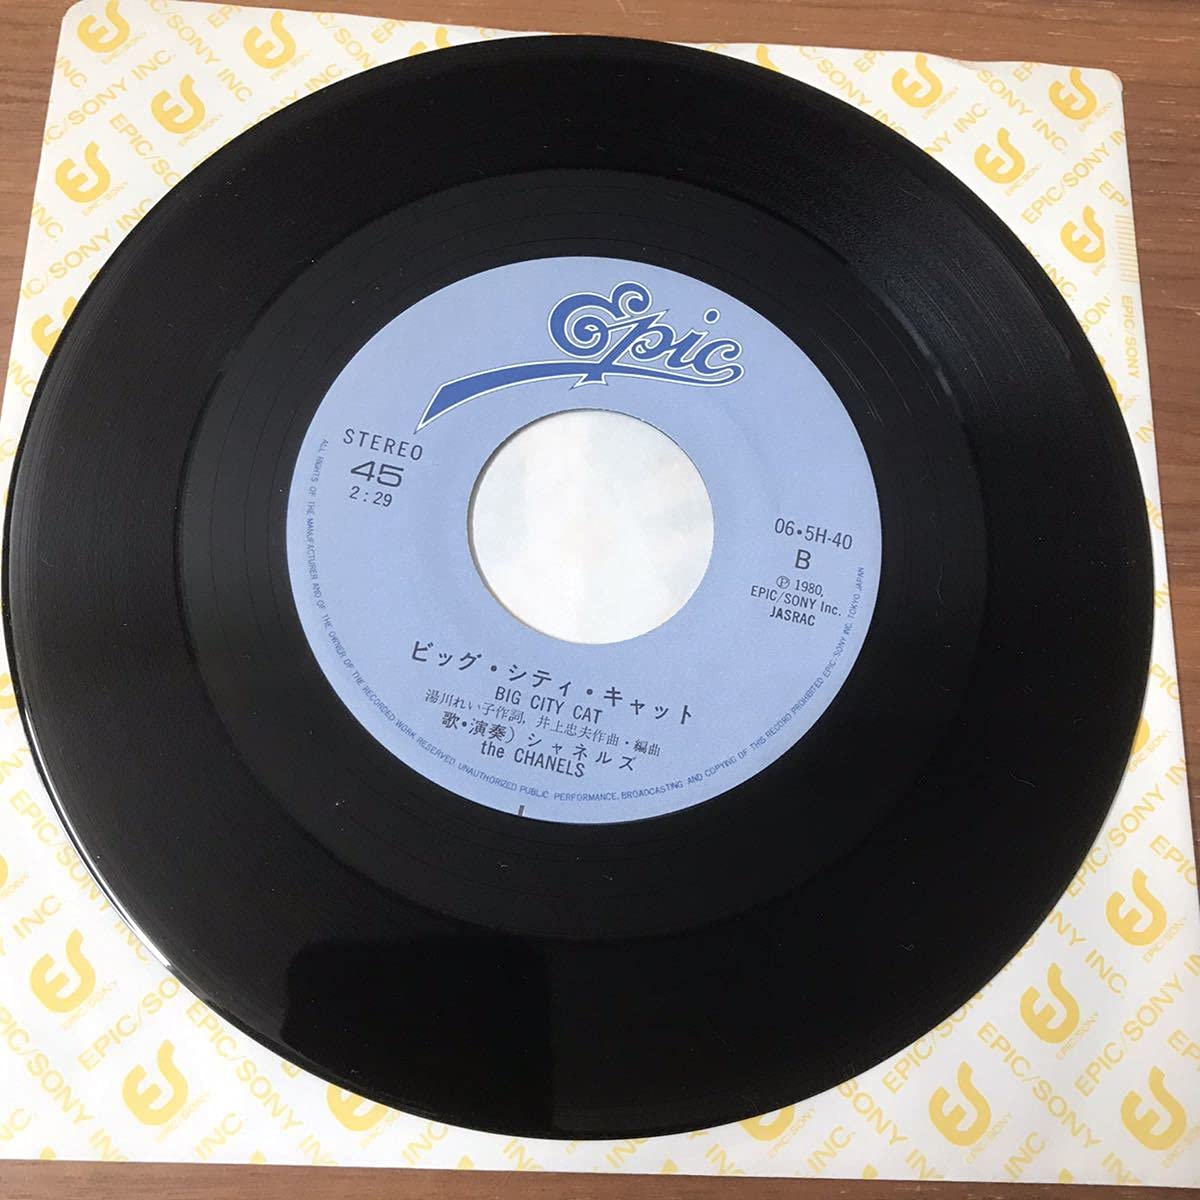 Epic
STEREO
45
2:29
06・5H-40
B
Ⓟ 1980,
EPIC/SONY Inc.
JASRAC
ビッグ・シティ・キャット
BIG CITY CAT
湯川れい子作詞, 井上忠夫作曲・編曲
歌・演奏) シャネルズ
the CHANELS
ALL RIGHTS OF THE MANUFACTURER AND OF THE OWNER OF THE RECORDED WORK RESERVED. UNAUTHORIZED PUBLIC PERFORMANCE, BROADCASTING AND COPYING OF THIS RECORD PROHIBITED. EPIC/SONY INC. TOKYO JAPAN
EPIC/SONY INC.
EPIC/SONY